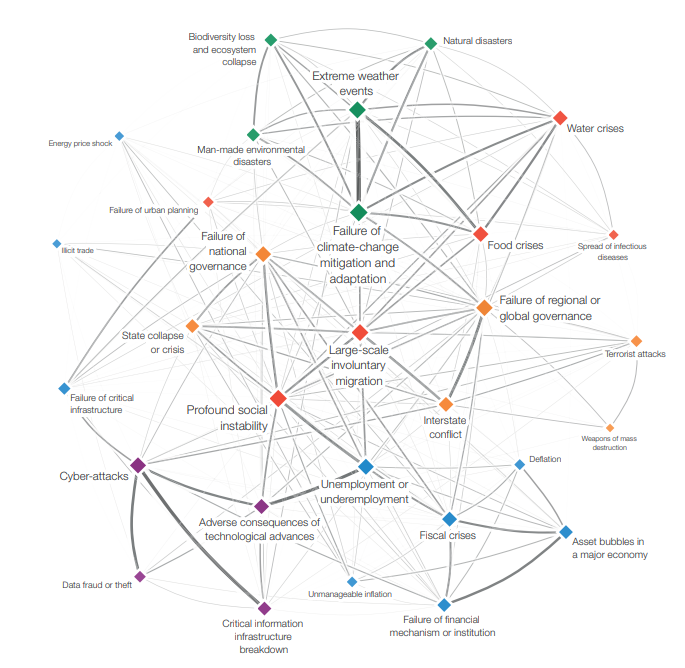 Biodiversity loss
and ecosystem
collapse
Natural disasters
Extreme weather
events
Water crises
Energy price shock
Man-made environmental
disasters
Failure of urban planning
Failure of
climate-change
mitigation and
adaptation
Failure of
national
governance
Food crises
Spread of infectious
diseases
Illicit trade
Failure of regional or
global governance
State collapse
or crisis
Large-scale
involuntary
migration
Terrorist attacks
Failure of critical
infrastructure
Profound social
instability
Interstate
conflict
Weapons of mass
destruction
Cyber-attacks
Unemployment or
underemployment
Deflation
Adverse consequences of
technological advances
Fiscal crises
Asset bubbles in
a major economy
Data fraud or theft
Unmanageable inflation
Critical information
infrastructure
breakdown
Failure of financial
mechanism or institution